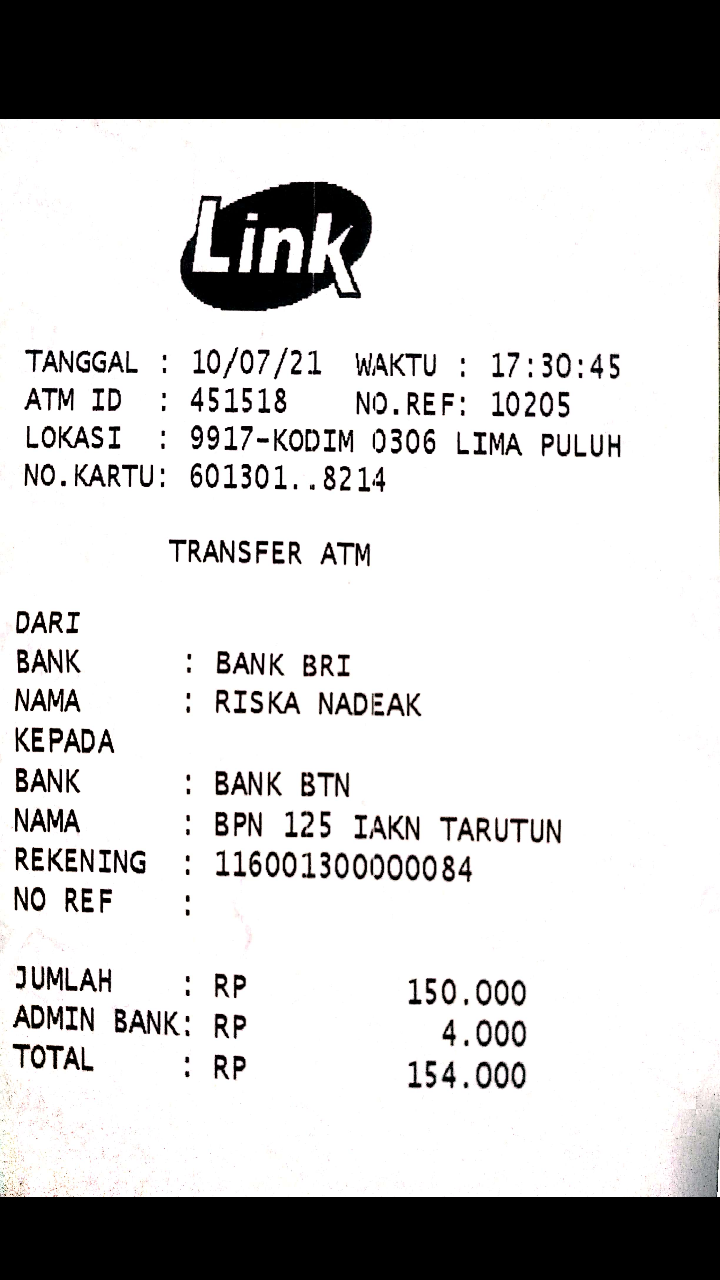 Link
TANGGAL : 10/07/21 WAKTU : 17:30:45
ATM ID : 451518 NO.REF: 10205
LOKASI : 9917-KODIM 0306 LIMA PULUH
NO.KARTU: 601301..8214
TRANSFER ATM
DARI
BANK : BANK BRI
NAMA : RISKA NADEAK
KEPADA
BANK : BANK BTN
NAMA : BPN 125 IAKN TARUTUN
REKENING : 116001300000084
NO REF :
JUMLAH : RP 150.000
ADMIN BANK: RP 4.000
TOTAL : RP 154.000